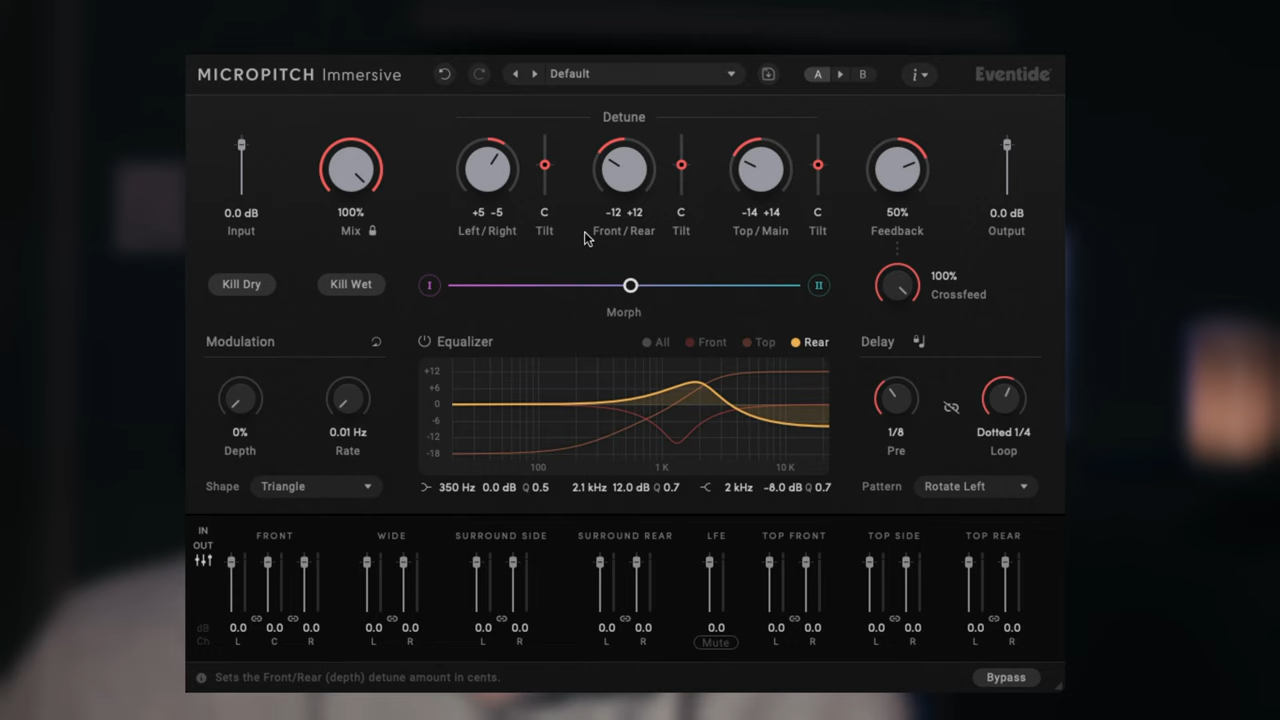 MICROPITCH Immersive
Default
A
B
i
Eventide
Detune
0.0 dB
100%
+5 -5
C
-12 +12
C
-14 +14
C
50%
0.0 dB
Input
Mix
Left / Right
Tilt
Front / Rear
Tilt
Top / Main
Tilt
Feedback
Output
Kill Dry
Kill Wet
I
II
100%
Crossfeed
Morph
Modulation
Equalizer
All
Front
Top
Rear
Delay
+12
+6
0
-6
-12
-18
100
1 K
10 K
0%
0.01 Hz
1/8
Dotted 1/4
Depth
Rate
Pre
Loop
Shape
Triangle
350 Hz 0.0 dB Q 0.5
2.1 kHz 12.0 dB Q 0.7
2 kHz -8.0 dB Q 0.7
Pattern
Rotate Left
IN
OUT
FRONT
WIDE
SURROUND SIDE
SURROUND REAR
LFE
TOP FRONT
TOP SIDE
TOP REAR
dB
0.0 0.0 0.0 0.0 0.0 0.0 0.0 0.0 0.0 0.0 0.0 0.0 0.0 0.0 0.0 0.0
Ch
L C R L R L R L R Mute L R L R L R
Sets the Front/Rear (depth) detune amount in cents.
Bypass